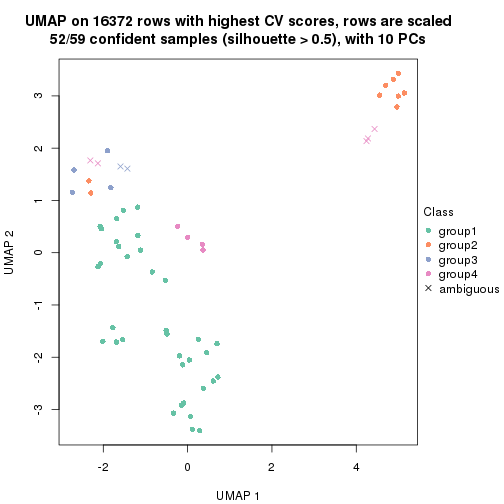 UMAP on 16372 rows with highest CV scores, rows are scaled
52/59 confident samples (silhouette > 0.5), with 10 PCs
3
2
1
0
-1
-2
-3
UMAP 2
-2
0
2
4
UMAP 1
Class
group1
group2
group3
group4
ambiguous